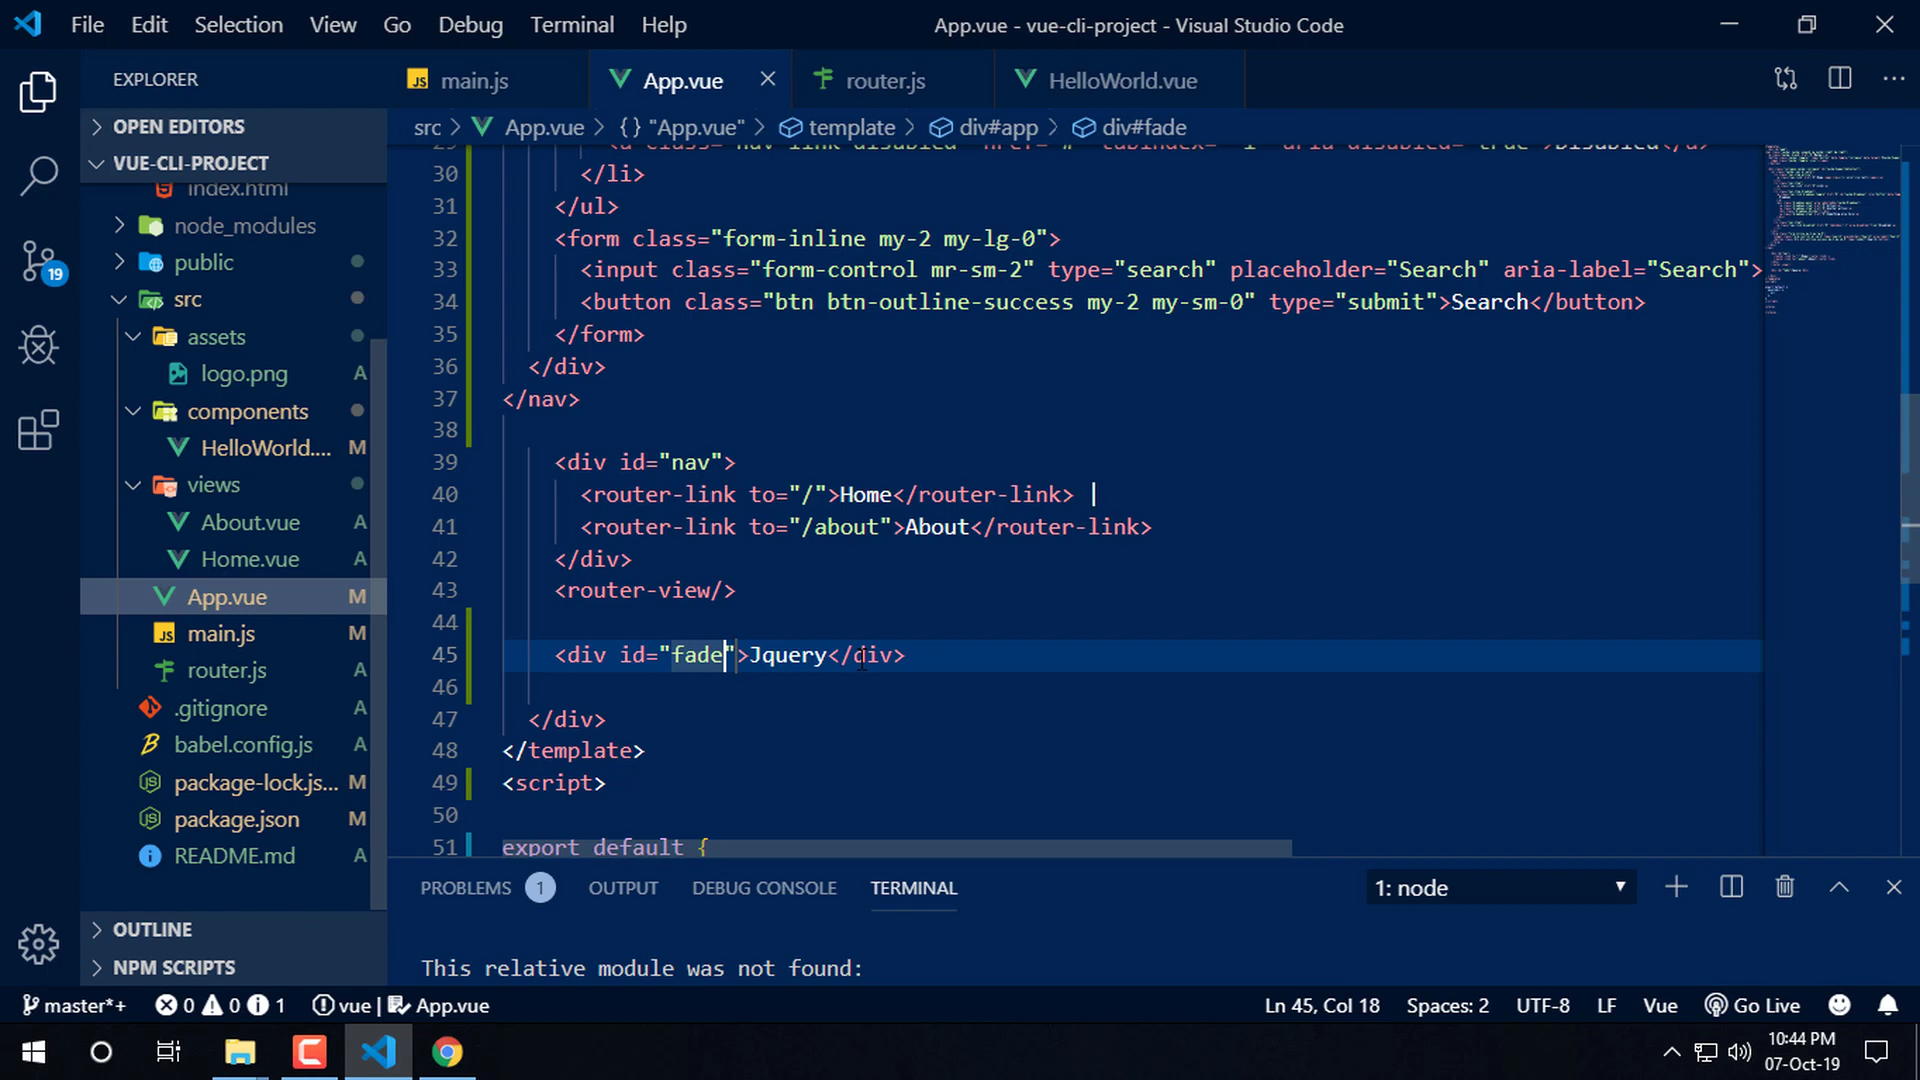 File Edit Selection View Go Debug Terminal Help
App.vue - vue-cli-project - Visual Studio Code
EXPLORER
OPEN EDITORS
VUE-CLI-PROJECT
index.html
node_modules
public
src
assets
logo.png A
components
HelloWorld.... M
views
About.vue A
Home.vue A
App.vue M
main.js M
router.js A
.gitignore A
babel.config.js A
package-lock.js... M
package.json M
README.md A
OUTLINE
NPM SCRIPTS
19
main.js App.vue router.js HelloWorld.vue
src > App.vue > {} "App.vue" > template > div#app > div#fade
30 </li>
31 </ul>
32 <form class="form-inline my-2 my-lg-0">
33 <input class="form-control mr-sm-2" type="search" placeholder="Search" aria-label="Search">
34 <button class="btn btn-outline-success my-2 my-sm-0" type="submit">Search</button>
35 </form>
36 </div>
37 </nav>
38
39 <div id="nav">
40 <router-link to="/">Home</router-link> |
41 <router-link to="/about">About</router-link>
42 </div>
43 <router-view/>
44
45 <div id="fade">Jquery</div>
46
47 </div>
48 </template>
49 <script>
50
51 export default {
PROBLEMS 1 OUTPUT DEBUG CONSOLE TERMINAL 1: node
This relative module was not found:
master*+ 0 0 1 vue | App.vue Ln 45, Col 18 Spaces: 2 UTF-8 LF Vue Go Live
10:44 PM
07-Oct-19